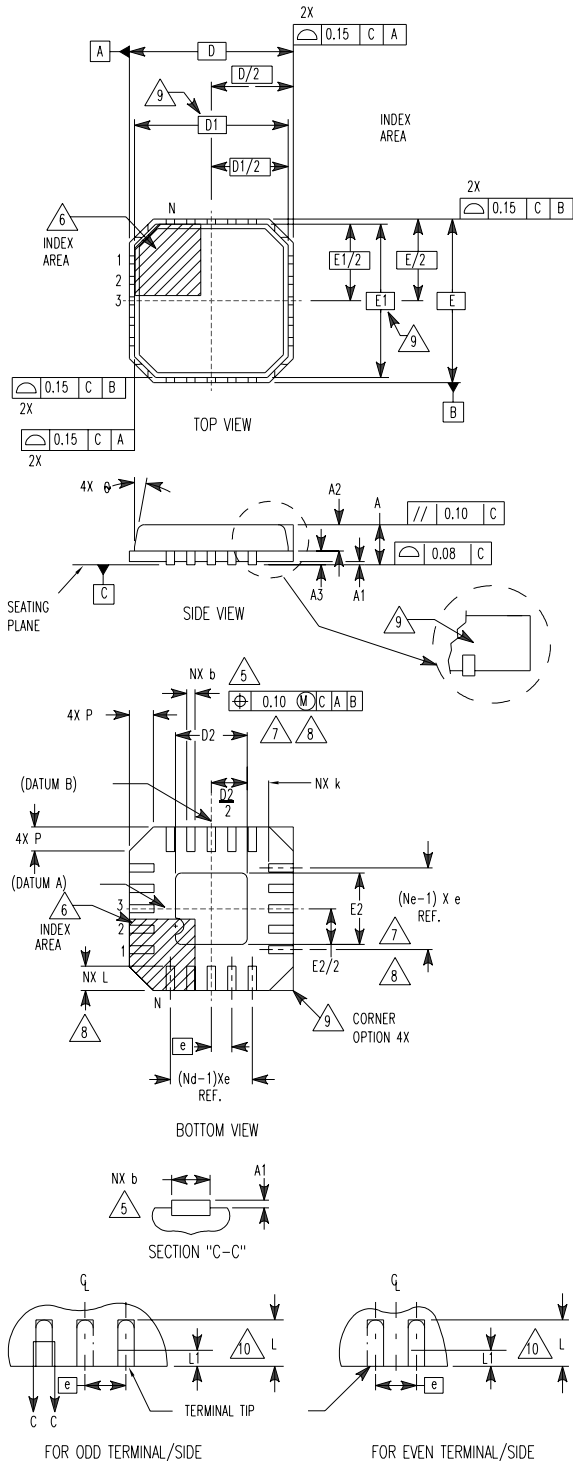 2X
A
D
⌓ 0.15 C A
D/2
9
D1
INDEX
AREA
D1/2
2X
⌓ 0.15 C B
N
6
INDEX
AREA
1
2
3
E1/2
E/2
E1
E
9
⌓ 0.15 C B
2X
⌓ 0.15 C A
2X
B
TOP VIEW
4X θ
A2
A
// 0.10 C
⌓ 0.08 C
C
A3
A1
SEATING
PLANE
SIDE VIEW
9
NX b
5
⌖ 0.10 Ⓜ C A B
4X P
D2
7
8
(DATUM B)
D2
2
NX k
4X P
(DATUM A)
6
INDEX
AREA
3
2
1
E2
(Ne-1) X e
REF.
7
E2/2
8
NX L
8
N
9
CORNER
OPTION 4X
e
(Nd-1)Xe
REF.
BOTTOM VIEW
NX b
A1
5
SECTION "C-C"
CL
CL
10
L
10
L
L1
L1
e
e
C C
TERMINAL TIP
FOR ODD TERMINAL/SIDE
FOR EVEN TERMINAL/SIDE